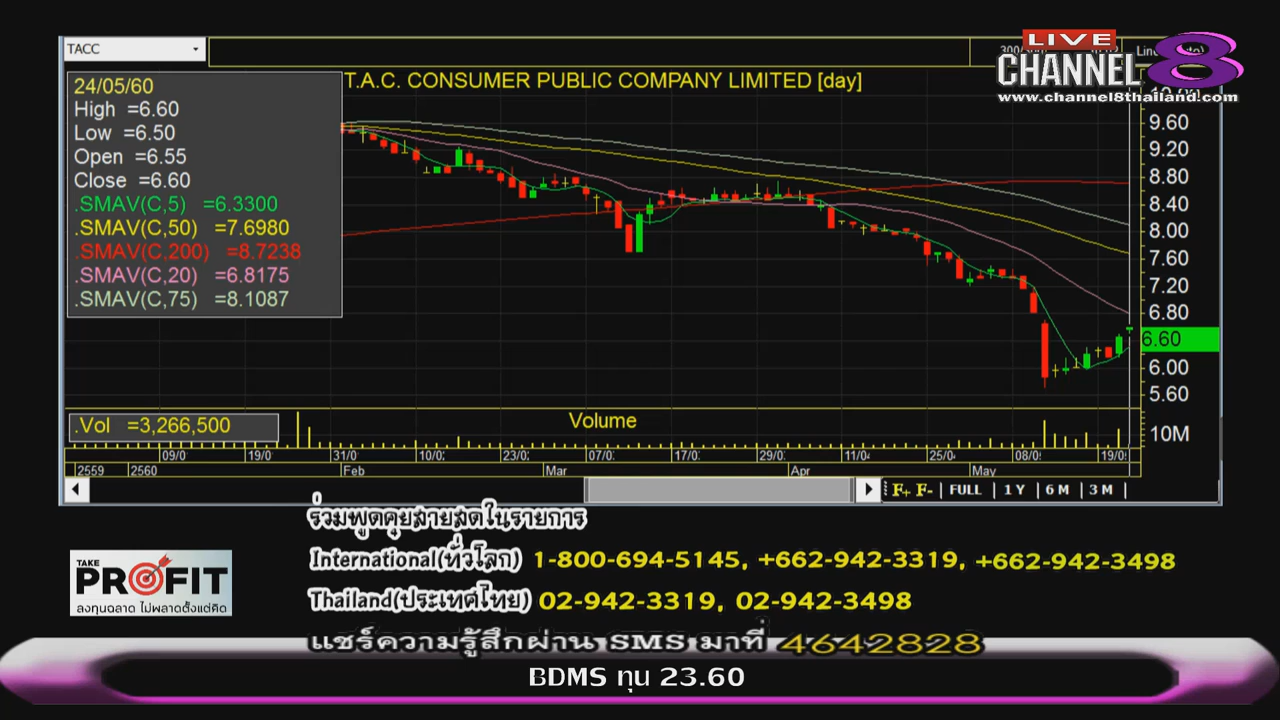 TACC
LIVE
CHANNEL 8
www.channel8thailand.com
T.A.C. CONSUMER PUBLIC COMPANY LIMITED [day]
24/05/60
High =6.60
Low =6.50
Open =6.55
Close =6.60
.SMAV(C,5) =6.3300
.SMAV(C,50) =7.6980
.SMAV(C,200) =8.7238
.SMAV(C,20) =6.8175
.SMAV(C,75) =8.1087
9.60
9.20
8.80
8.40
8.00
7.60
7.20
6.80
6.60
6.00
5.60
.Vol =3,266,500
Volume
10M
09/0 19/0 31/0 10/0 23/0 07/0 17/0 29/0 11/0 25/0 08/0 19/0
2559 2560 Feb Mar Apr May
F+ F- FULL 1 Y 6 M 3 M
ร่วมพูดคุยสายสดในรายการ
International(ทั่วโลก) 1-800-694-5145, +662-942-3319, +662-942-3498
TAKE
PROFIT
ลงทุนฉลาด ไม่พลาดตั้งแต่คิด
Thailand(ประเทศไทย) 02-942-3319, 02-942-3498
แชร์ความรู้สึกผ่าน SMS มาที่ 4642828
BDMS ทุน 23.60